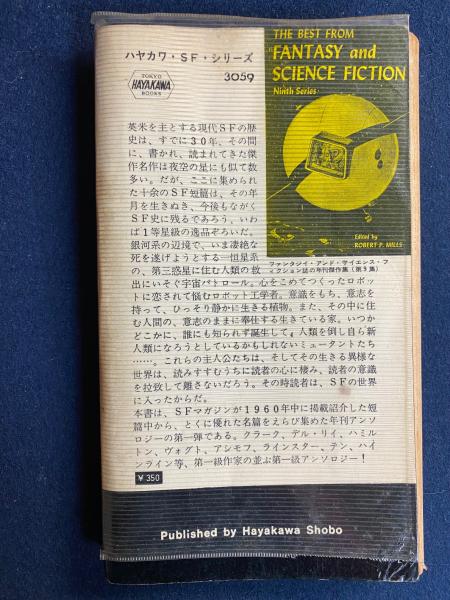 ハヤカワ・SF・シリーズ
3059
TOKYO
HAYAKAWA
BOOKS
THE BEST FROM
FANTASY and
SCIENCE FICTION
Ninth Series
Edited by
ROBERT P. MILLS
ファンタジイ・アンド・サイエンス・フ
ィクション誌の年刊傑作集（第9集）
英米を主とする現代SFの歴
史は、すでに30年、その間
に、書かれ、読まれてきた傑
作名作は夜空の星にも似て数
多い。だが、ここに集められ
た十余のSF短篇は、その年
月を生きぬき、今後もながく
SF史に残るであろう、いわ
ば1等星級の逸品ぞろいだ。
銀河系の辺境で、いま凄絶な
死を遂げようとする一恒星系
の、第三惑星に住む人類の救
出にいそぐ宇宙パトロール。心をこめてつくったロボッ
トに恋されて悩むロボット工学者。意識をもち、意志を
持って、ひっそり静かに生きる植物。また、その中に住
む人間の、意志のままに奉仕する生きている家。いつか
どこかに、誰にも知られず誕生して、人類を倒し自ら新
人類になろうとしているかもしれないミュータントたち
……。これらの主人公たちは、そしてその生きる異様な
世界は、読みすすむうちに読者の心に棲み、読者の意識
を拉致して離さないだろう。その時読者は、SFの世界
に入ったからだ。
本書は、SFマガジンが1960年中に掲載紹介した短
篇中から、とくに優れた名篇をえらび集めた年刊アンソ
ロジーの第一弾である。クラーク、デル・リイ、ハミル
トン、ヴォグト、アシモフ、ラインスター、テン、ハイ
ンライン等、第一級作家の並ぶ第一級アンソロジー！
¥350
Published by Hayakawa Shobo